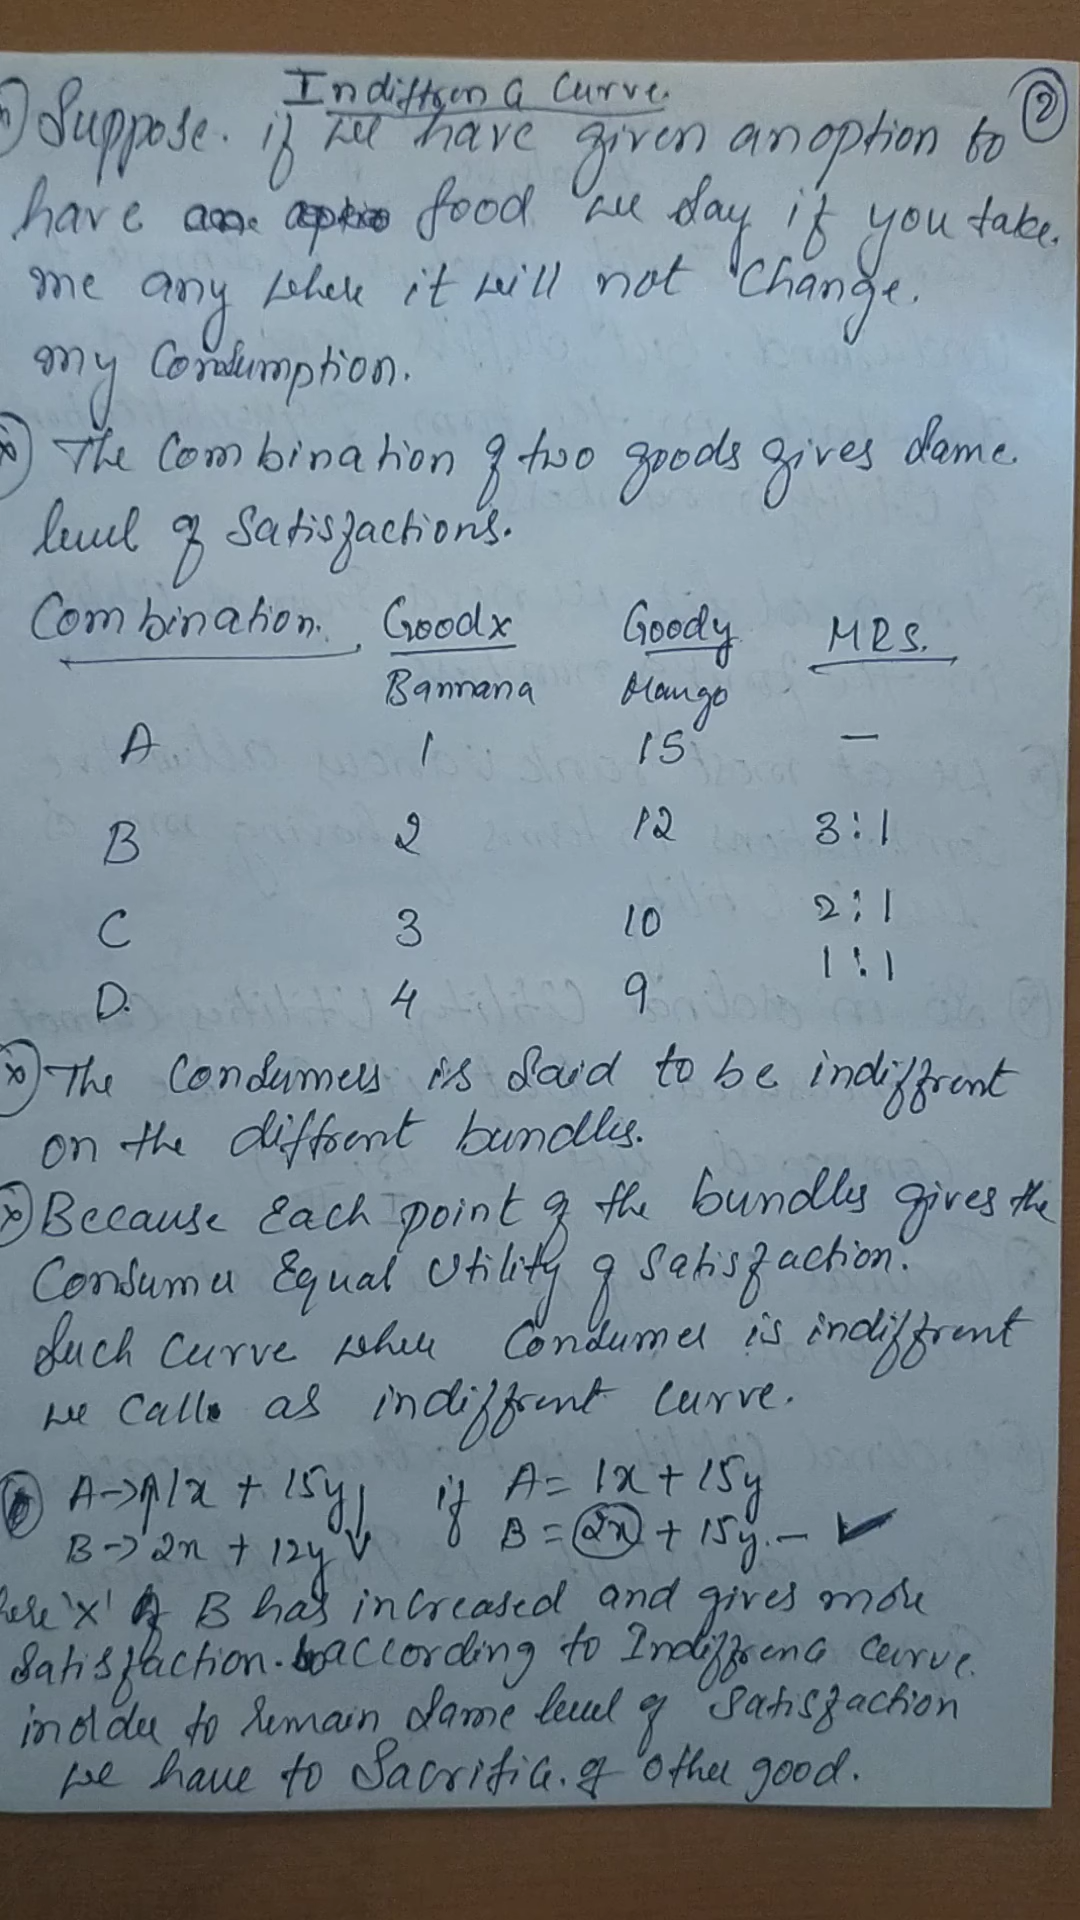 Indiffrence Curve.
2
Suppose. if we have given an option to
have food we say if you take.
me any where it will not Change.
my Consumption.
The Combination of two goods gives same.
level of Satisfactions.
Combination. Good x Good y M R S.
Bannana Mango
A 1 15 —
B 2 12 3:1
C 3 10 2:1
D. 4 9 1:1
The Consumers is Said to be indiffrent
on the diffrent bundles.
Because Each point of the bundles gives the
Consumer Equal Utility of Satisfaction.
Such Curve where Consumer is indiffrent
we Call as indiffrent Curve.
A→↑1x + 15y↓ if A= 1x + 15y
B→ 2x + 12y B = 2x + 15y. – ✓
here 'x' of B has increased and gives more
Satisfaction. according to Indiffrence Curve.
in order to remain same level of Satisfaction
we have to Sacrifice. of other good.